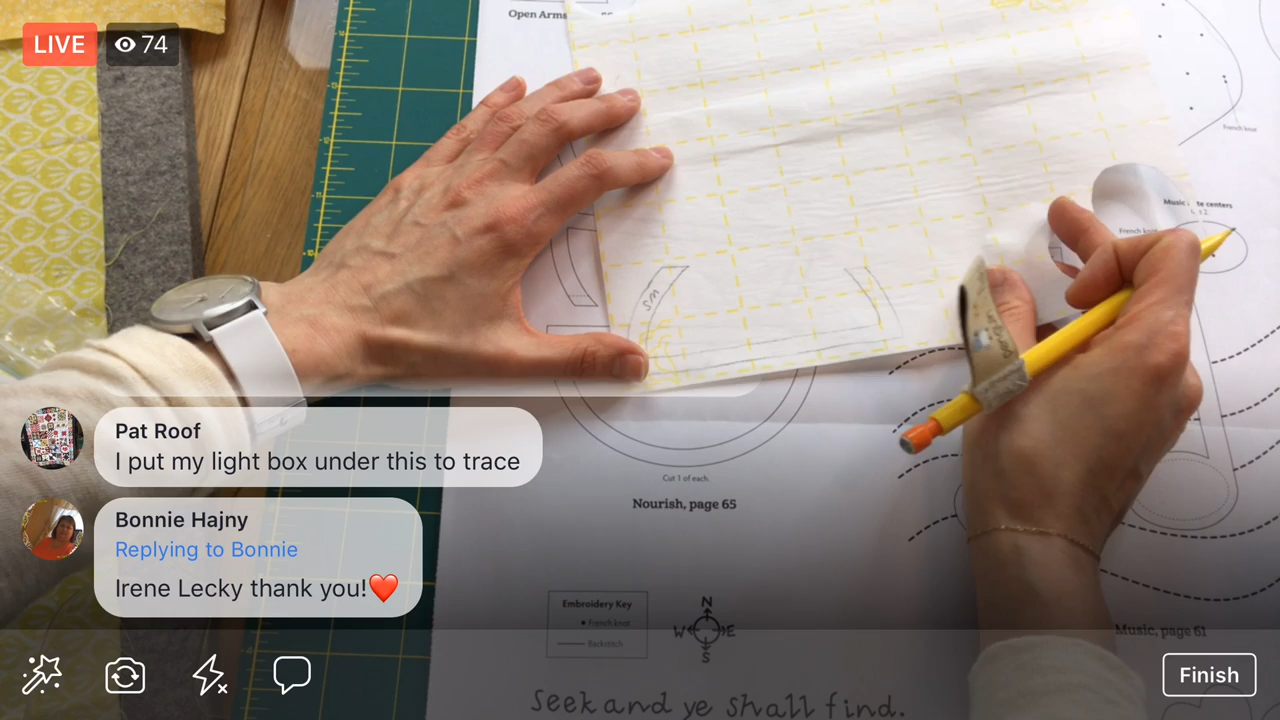 LIVE
74
Open Arms
French knot
Music
te centers
French knot
SW
Cut 1 of each.
Nourish, page 65
Pat Roof
I put my light box under this to trace
Bonnie Hajny
Replying to Bonnie
Irene Lecky thank you!❤️
Embroidery Key
• French knot
Backstitch
N
W
E
S
Music, page 61
Finish
Seek and ye shall find.